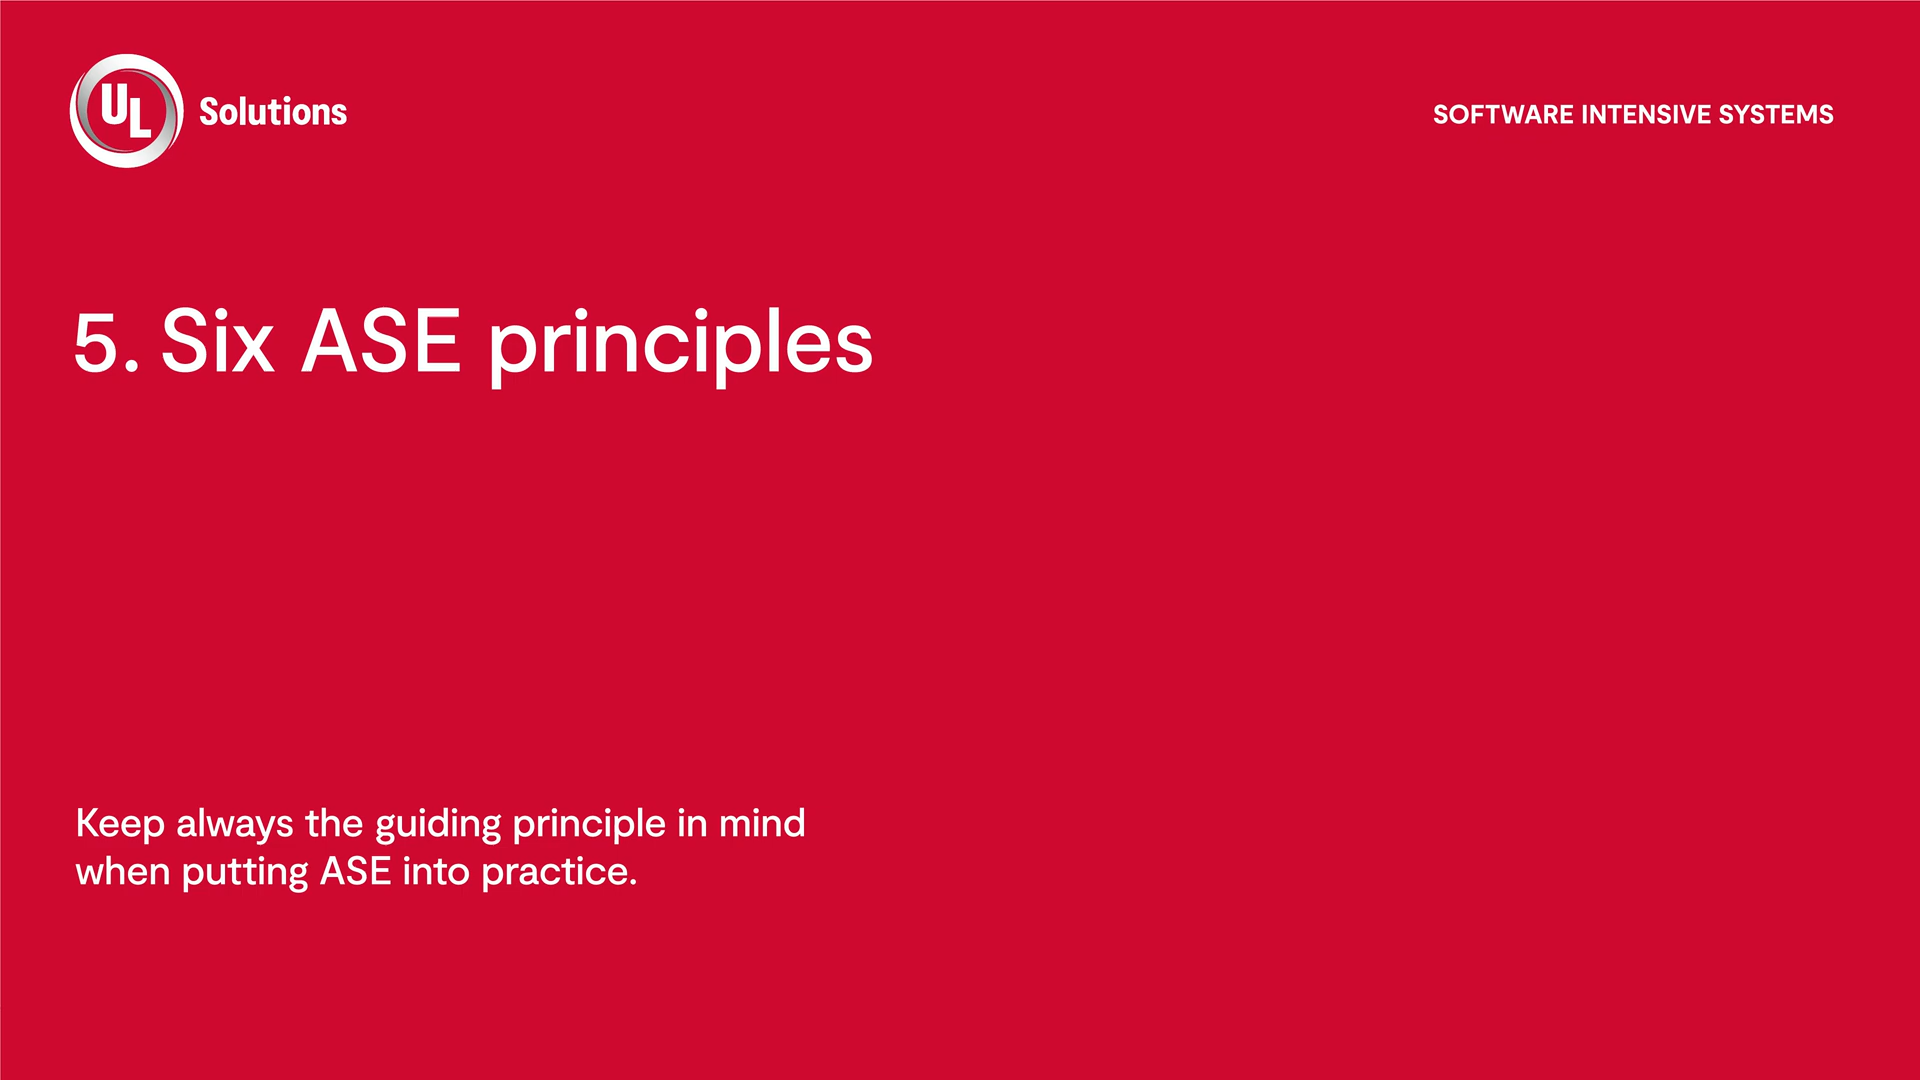 UL Solutions
SOFTWARE INTENSIVE SYSTEMS
5. Six ASE principles
Keep always the guiding principle in mind
when putting ASE into practice.